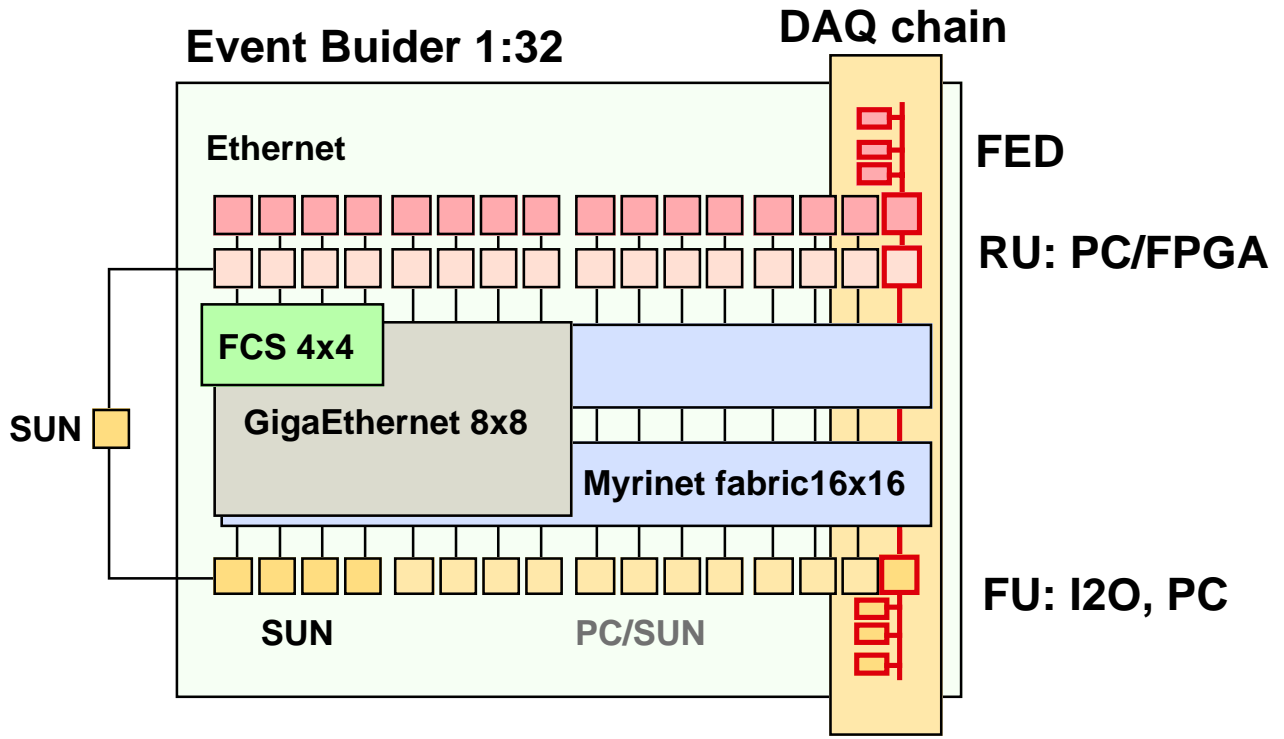 DAQ chain
Event Buider 1:32
Ethernet
FED
RU: PC/FPGA
FCS 4x4
GigaEthernet 8x8
SUN
Myrinet fabric16x16
FU: I2O, PC
SUN
PC/SUN